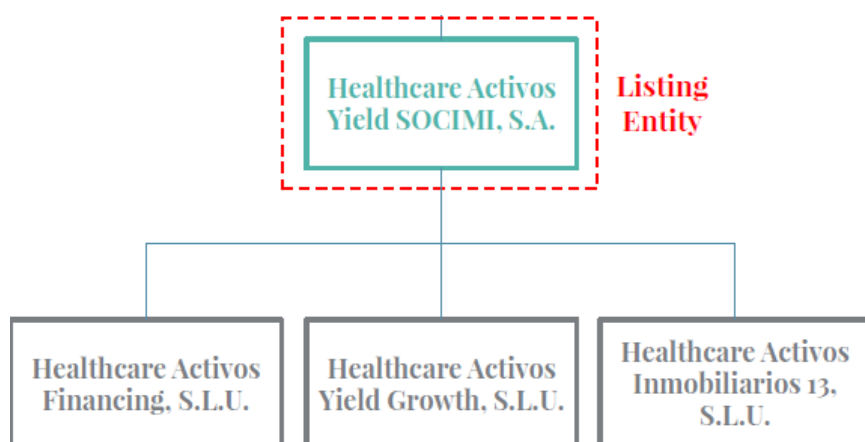 Healthcare Activos
Yield SOCIMI, S.A.
Listing
Entity
Healthcare Activos
Financing, S.L.U.
Healthcare Activos
Yield Growth, S.L.U.
Healthcare Activos
Inmobiliarios 13,
S.L.U.